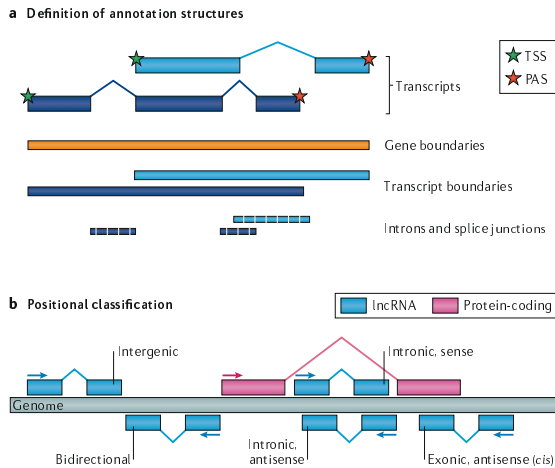 a Definition of annotation structures
TSS
PAS
Transcripts
Gene boundaries
Transcript boundaries
Introns and splice junctions
b Positional classification
lncRNA
Protein-coding
Intergenic
Intronic, sense
Genome
Bidirectional
Intronic,
antisense
Exonic, antisense (cis)